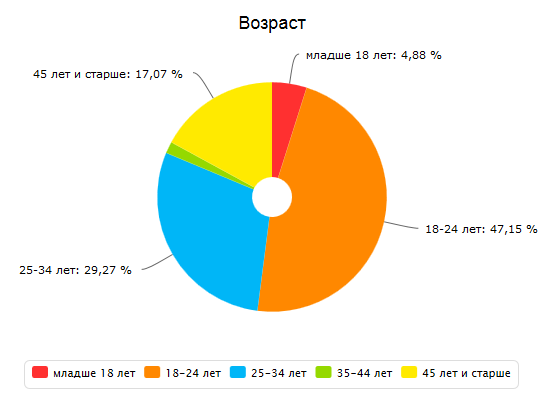 Возраст
младше 18 лет: 4,88 %
45 лет и старше: 17,07 %
18-24 лет: 47,15 %
25-34 лет: 29,27 %
младше 18 лет 18-24 лет 25-34 лет 35-44 лет 45 лет и старше